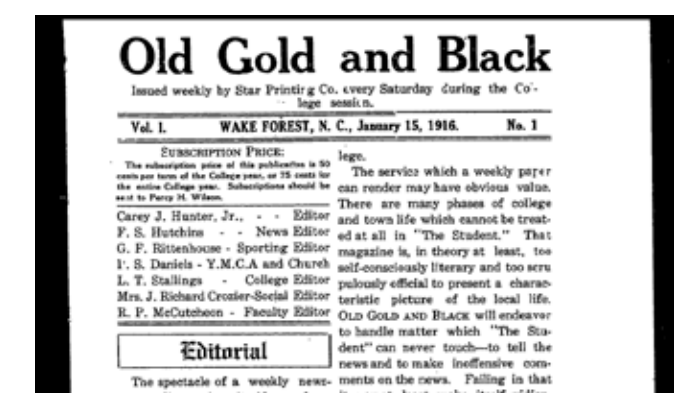 Old Gold and Black
Issued weekly by Star Printing Co. every Saturday during the Col-
lege session.
Vol. I. WAKE FOREST, N. C., January 15, 1916. No. 1
SUBSCRIPTION PRICE:
The subscription price of this publication is 50
cents per term of the College year, or 75 cents for
the entire College year. Subscriptions should be
sent to Percy H. Wilson.
Carey J. Hunter, Jr., - - Editor
F. S. Hutchins - - News Editor
G. F. Rittenhouse - Sporting Editor
F. S. Daniels - Y.M.C.A and Church
L. T. Stallings - College Editor
Mrs. J. Richard Crozier-Social Editor
R. P. McCutcheon - Faculty Editor
Editorial
The spectacle of a weekly news-
lege.
The service which a weekly paper
can render may have obvious value.
There are many phases of college
and town life which cannot be treat-
ed at all in "The Student." That
magazine is, in theory at least, too
self-consciously literary and too scru
pulously official to present a charac-
teristic picture of the local life.
OLD GOLD AND BLACK will endeavor
to handle matter which "The Stu-
dent" can never touch—to tell the
news and to make inoffensive com-
ments on the news. Failing in that